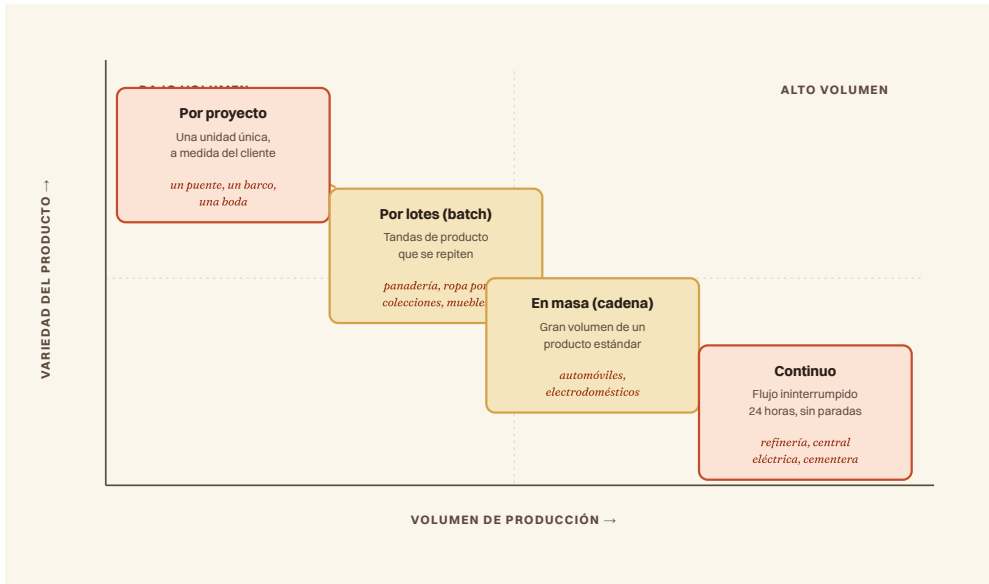 ALTO VOLUMEN
Por proyecto
Una unidad única,
a medida del cliente
un puente, un barco,
una boda
Por lotes (batch)
Tandas de producto
que se repiten
panadería, ropa por
colecciones, mueble
En masa (cadena)
Gran volumen de un
producto estándar
automóviles,
electrodomésticos
Continuo
Flujo ininterrumpido
24 horas, sin paradas
refinería, central
eléctrica, cementera
VARIEDAD DEL PRODUCTO →
VOLUMEN DE PRODUCCIÓN →